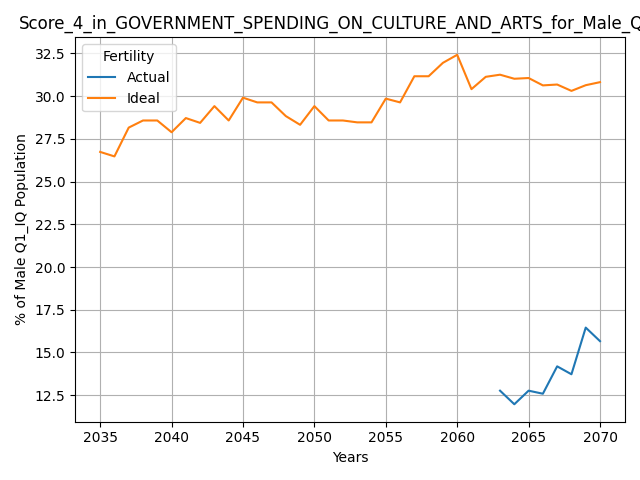 Score_4_in_GOVERNMENT_SPENDING_ON_CULTURE_AND_ARTS_for_Male_Q
Fertility
Actual
Ideal
32.5
30.0
27.5
25.0
22.5
20.0
17.5
15.0
12.5
% of Male Q1_IQ Population
2035 2040 2045 2050 2055 2060 2065 2070
Years